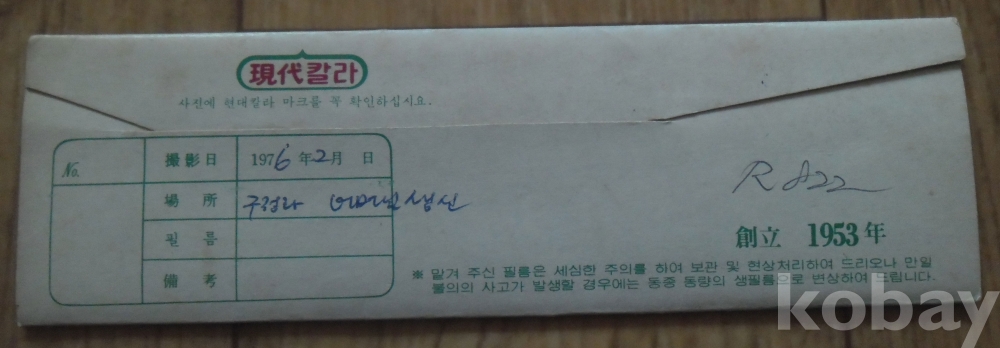 現代칼라
사진에 현대칼라 마크를 꼭 확인하십시요.
No.
撮影日 1976年2月 日
場所 구정과 어머님생신
필름
備考
R 822
創立 1953年
※ 맡겨 주신 필름은 세심한 주의를 하여 보관 및 현상처리하여 드리오나 만일
불의의 사고가 발생할 경우에는 동종 동량의 생필름으로 변상하여 드립니다.
kobay